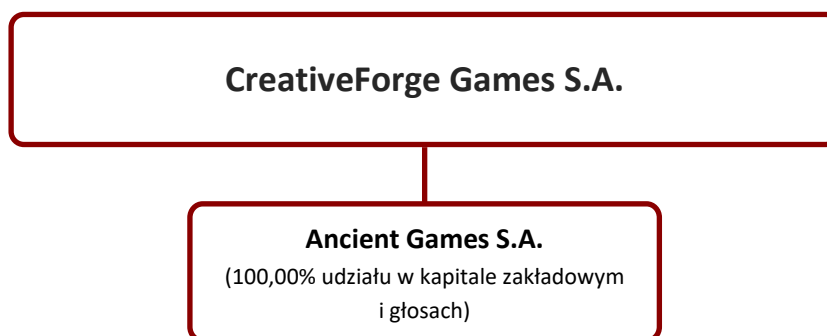 CreativeForge Games S.A.
Ancient Games S.A.
(100,00% udziału w kapitale zakładowym
i głosach)